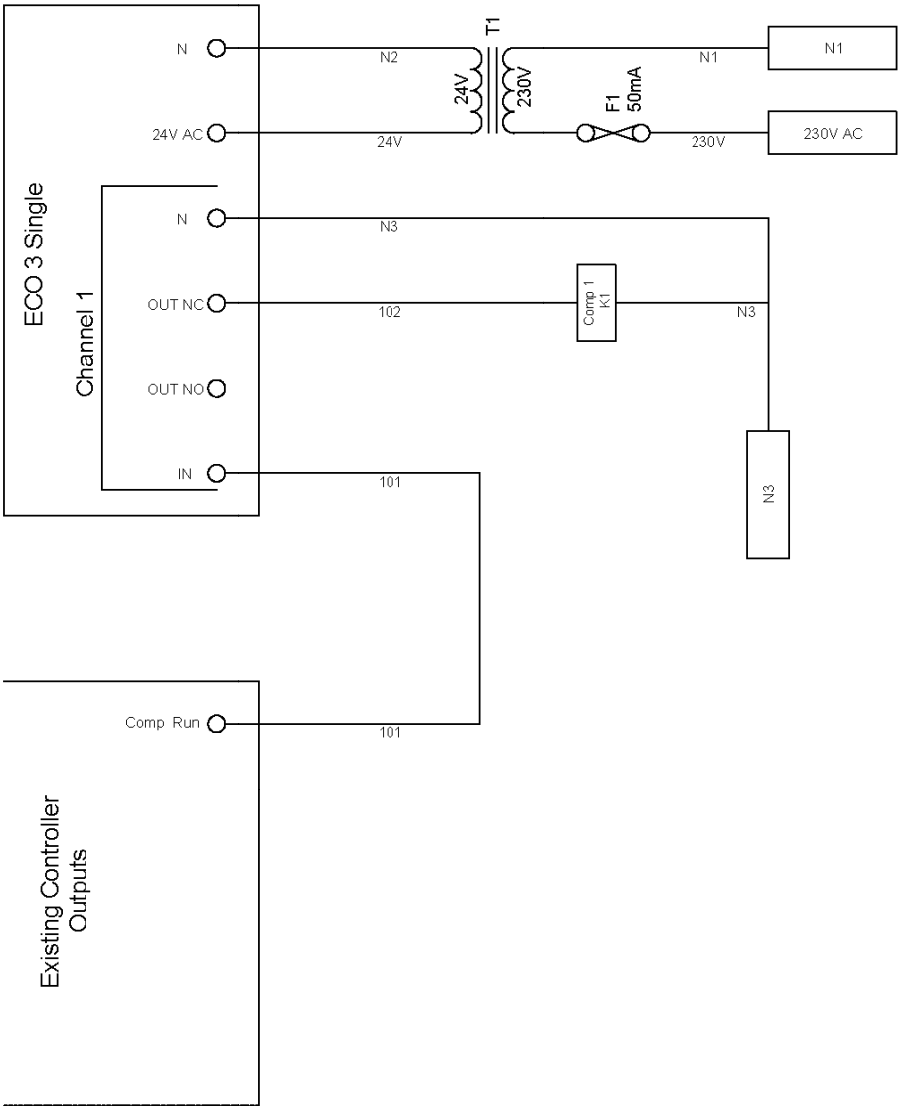 ECO 3 Single
Channel 1
N
24V AC
N
OUT NC
OUT NO
IN
N2
24V
N3
102
101
T1
24V
230V
F1
50mA
N1
230V
N1
230V AC
Comp 1
K1
N3
N3
Existing Controller
Outputs
Comp Run
101